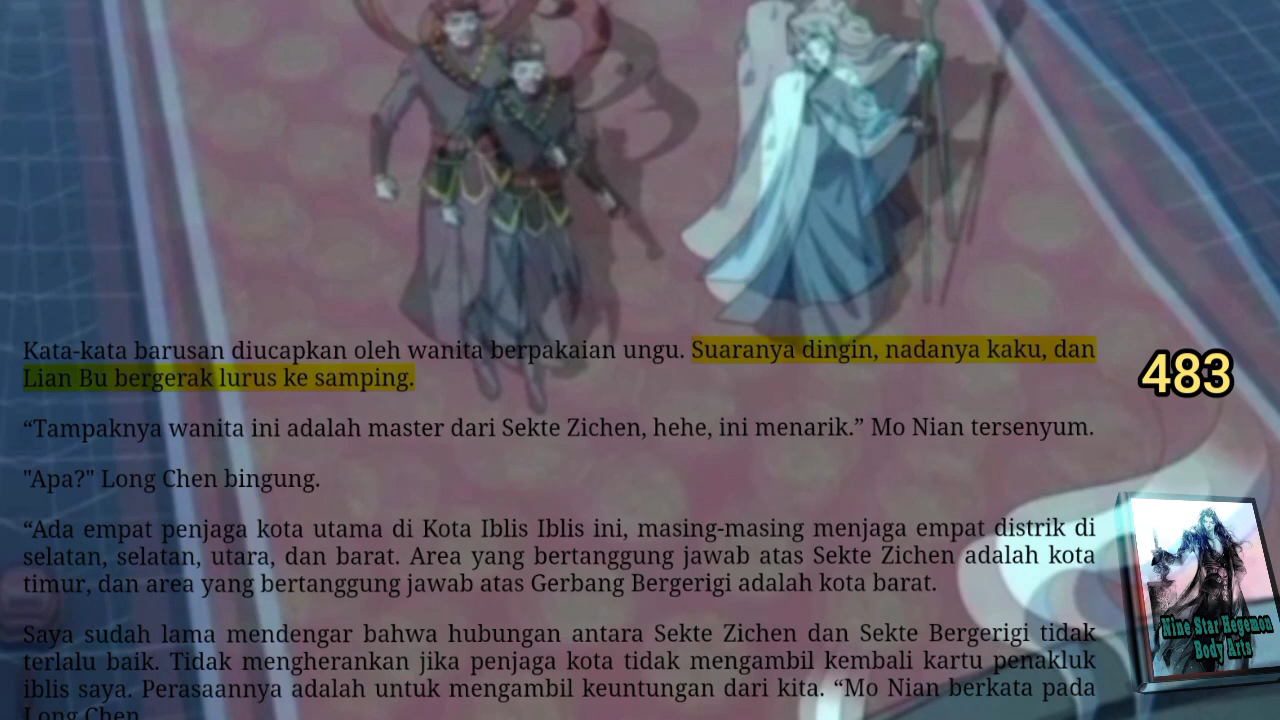 Kata-kata barusan diucapkan oleh wanita berpakaian ungu. Suaranya dingin, nadanya kaku, dan
Lian Bu bergerak lurus ke samping.
“Tampaknya wanita ini adalah master dari Sekte Zichen, hehe, ini menarik.” Mo Nian tersenyum.
"Apa?" Long Chen bingung.
“Ada empat penjaga kota utama di Kota Iblis Iblis ini, masing-masing menjaga empat distrik di
selatan, selatan, utara, dan barat. Area yang bertanggung jawab atas Sekte Zichen adalah kota
timur, dan area yang bertanggung jawab atas Gerbang Bergerigi adalah kota barat.
Saya sudah lama mendengar bahwa hubungan antara Sekte Zichen dan Sekte Bergerigi tidak
terlalu baik. Tidak mengherankan jika penjaga kota tidak mengambil kembali kartu penakluk
iblis saya. Perasaannya adalah untuk mengambil keuntungan dari kita. “Mo Nian berkata pada
Long Chen
483
Nine Star Hegemon
Body Arts